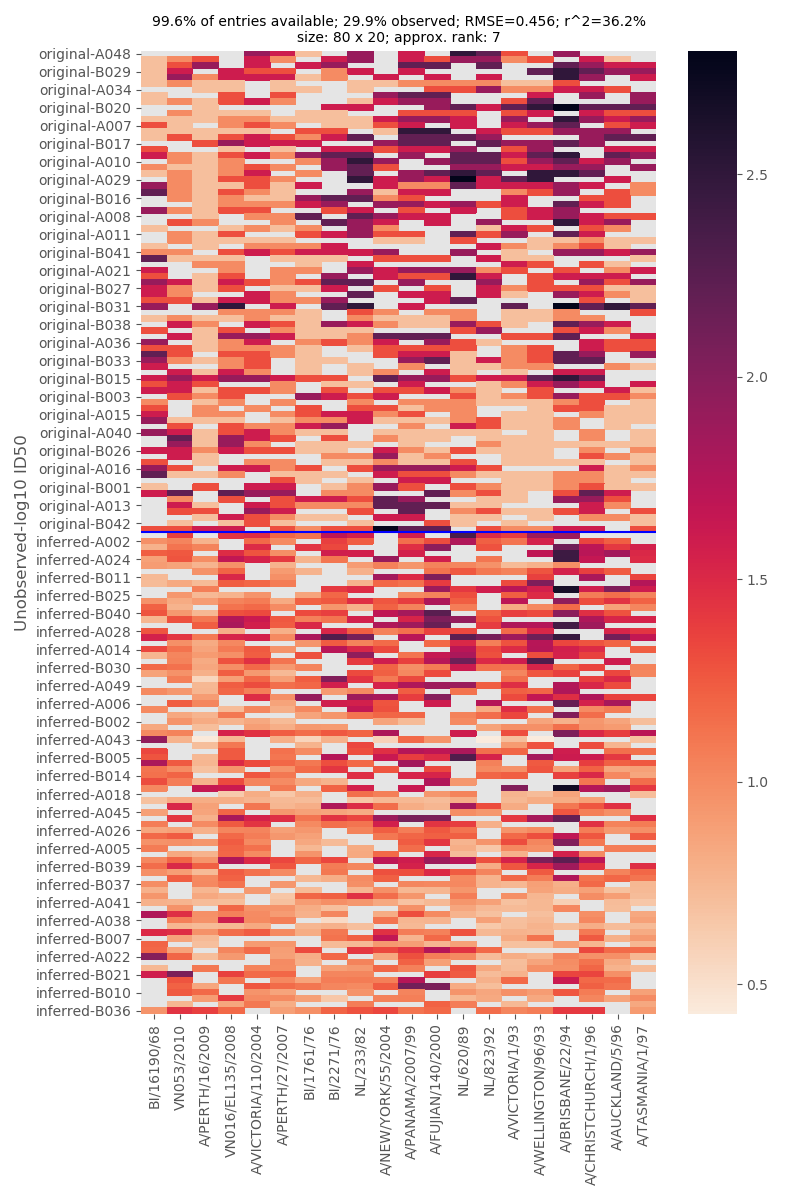 99.6% of entries available; 29.9% observed; RMSE=0.456; r^2=36.2%
size: 80 x 20; approx. rank: 7
Unobserved-log10 ID50
original-A048
original-B029
original-A034
original-B020
original-A007
original-B017
original-A010
original-A029
original-B016
original-A008
original-A011
original-B041
original-A021
original-B027
original-B031
original-B038
original-A036
original-B033
original-B015
original-B003
original-A015
original-A040
original-B026
original-A016
original-B001
original-A013
original-B042
inferred-A002
inferred-A024
inferred-B011
inferred-B025
inferred-B040
inferred-A028
inferred-A014
inferred-B030
inferred-A049
inferred-A006
inferred-B002
inferred-A043
inferred-B005
inferred-B014
inferred-A018
inferred-A045
inferred-A026
inferred-A005
inferred-B039
inferred-B037
inferred-A041
inferred-A038
inferred-B007
inferred-A022
inferred-B021
inferred-B010
inferred-B036
BI/16190/68
VN053/2010
A/PERTH/16/2009
VN016/EL135/2008
A/VICTORIA/110/2004
A/PERTH/27/2007
BI/1761/76
BI/2271/76
NL/233/82
A/NEW/YORK/55/2004
A/PANAMA/2007/99
A/FUJIAN/140/2000
NL/620/89
NL/823/92
A/VICTORIA/1/93
A/WELLINGTON/96/93
A/BRISBANE/22/94
A/CHRISTCHURCH/1/96
A/AUCKLAND/5/96
A/TASMANIA/1/97
2.5
2.0
1.5
1.0
0.5